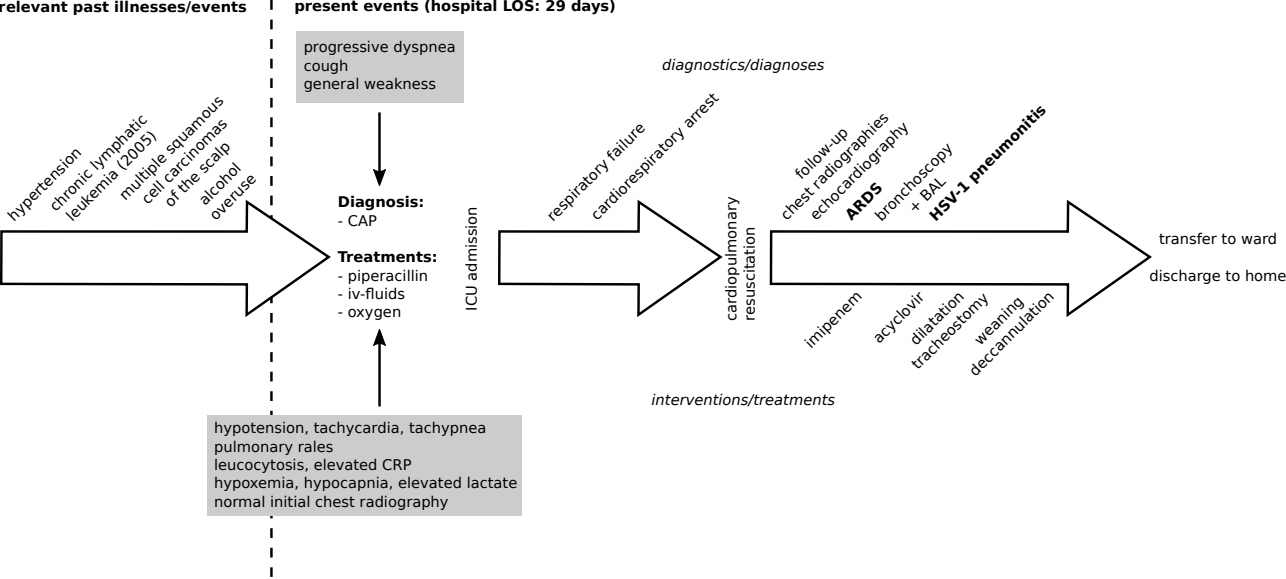 relevant past illnesses/events
present events (hospital LOS: 29 days)
progressive dyspnea
cough
general weakness
diagnostics/diagnoses
hypertension
chronic lymphatic
leukemia (2005)
multiple squamous
cell carcinomas
of the scalp
alcohol
overuse
Diagnosis:
- CAP
Treatments:
- piperacillin
- iv-fluids
- oxygen
ICU admission
respiratory failure
cardiorespiratory arrest
cardiopulmonary
resuscitation
follow-up
chest radiographies
echocardiography
ARDS
bronchoscopy
+ BAL
HSV-1 pneumonitis
transfer to ward
discharge to home
imipenem
acyclovir
dilatation
tracheostomy
weaning
deccannulation
interventions/treatments
hypotension, tachycardia, tachypnea
pulmonary rales
leucocytosis, elevated CRP
hypoxemia, hypocapnia, elevated lactate
normal initial chest radiography